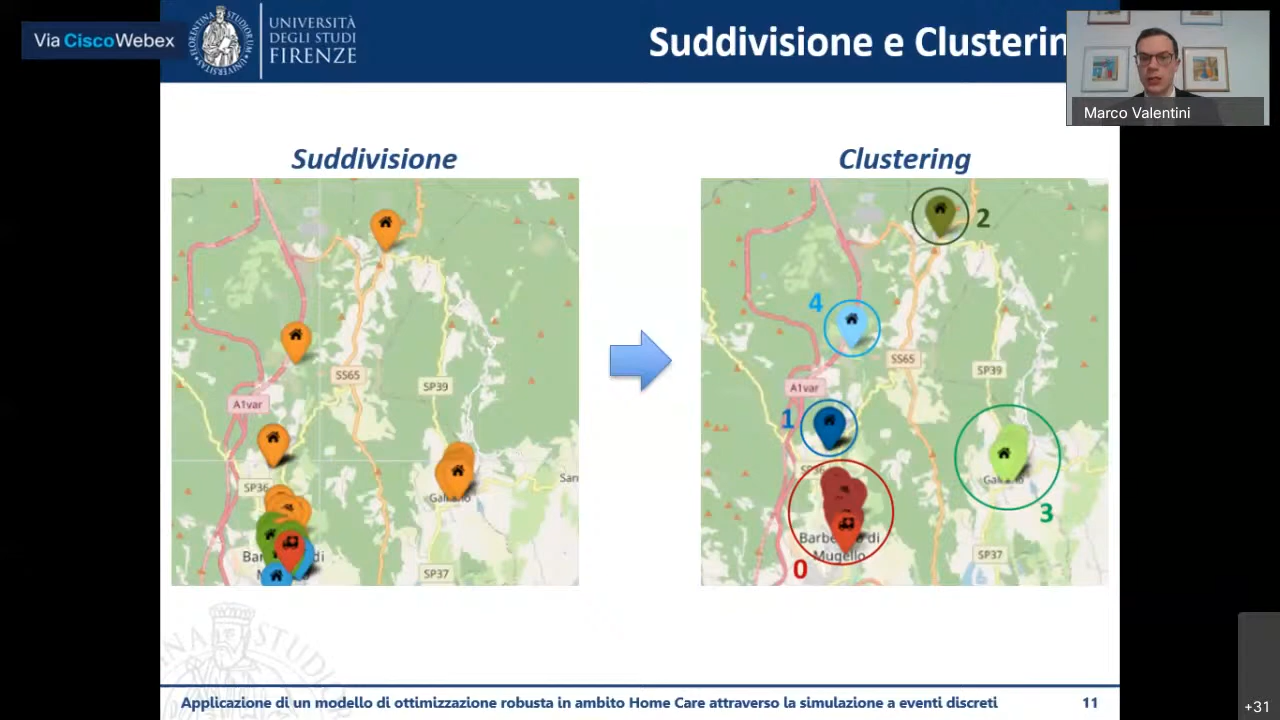 Via CiscoWebex
UNIVERSITÀ
DEGLI STUDI
FIRENZE
Suddivisione e Clusterin
Marco Valentini
Suddivisione
Clustering
2
4
SS65
SP39
A1var
SP36
SP37
SS65
SP39
A1var
1
3
Mugello
SP37
0
Applicazione di un modello di ottimizzazione robusta in ambito Home Care attraverso la simulazione a eventi discreti
11
+31